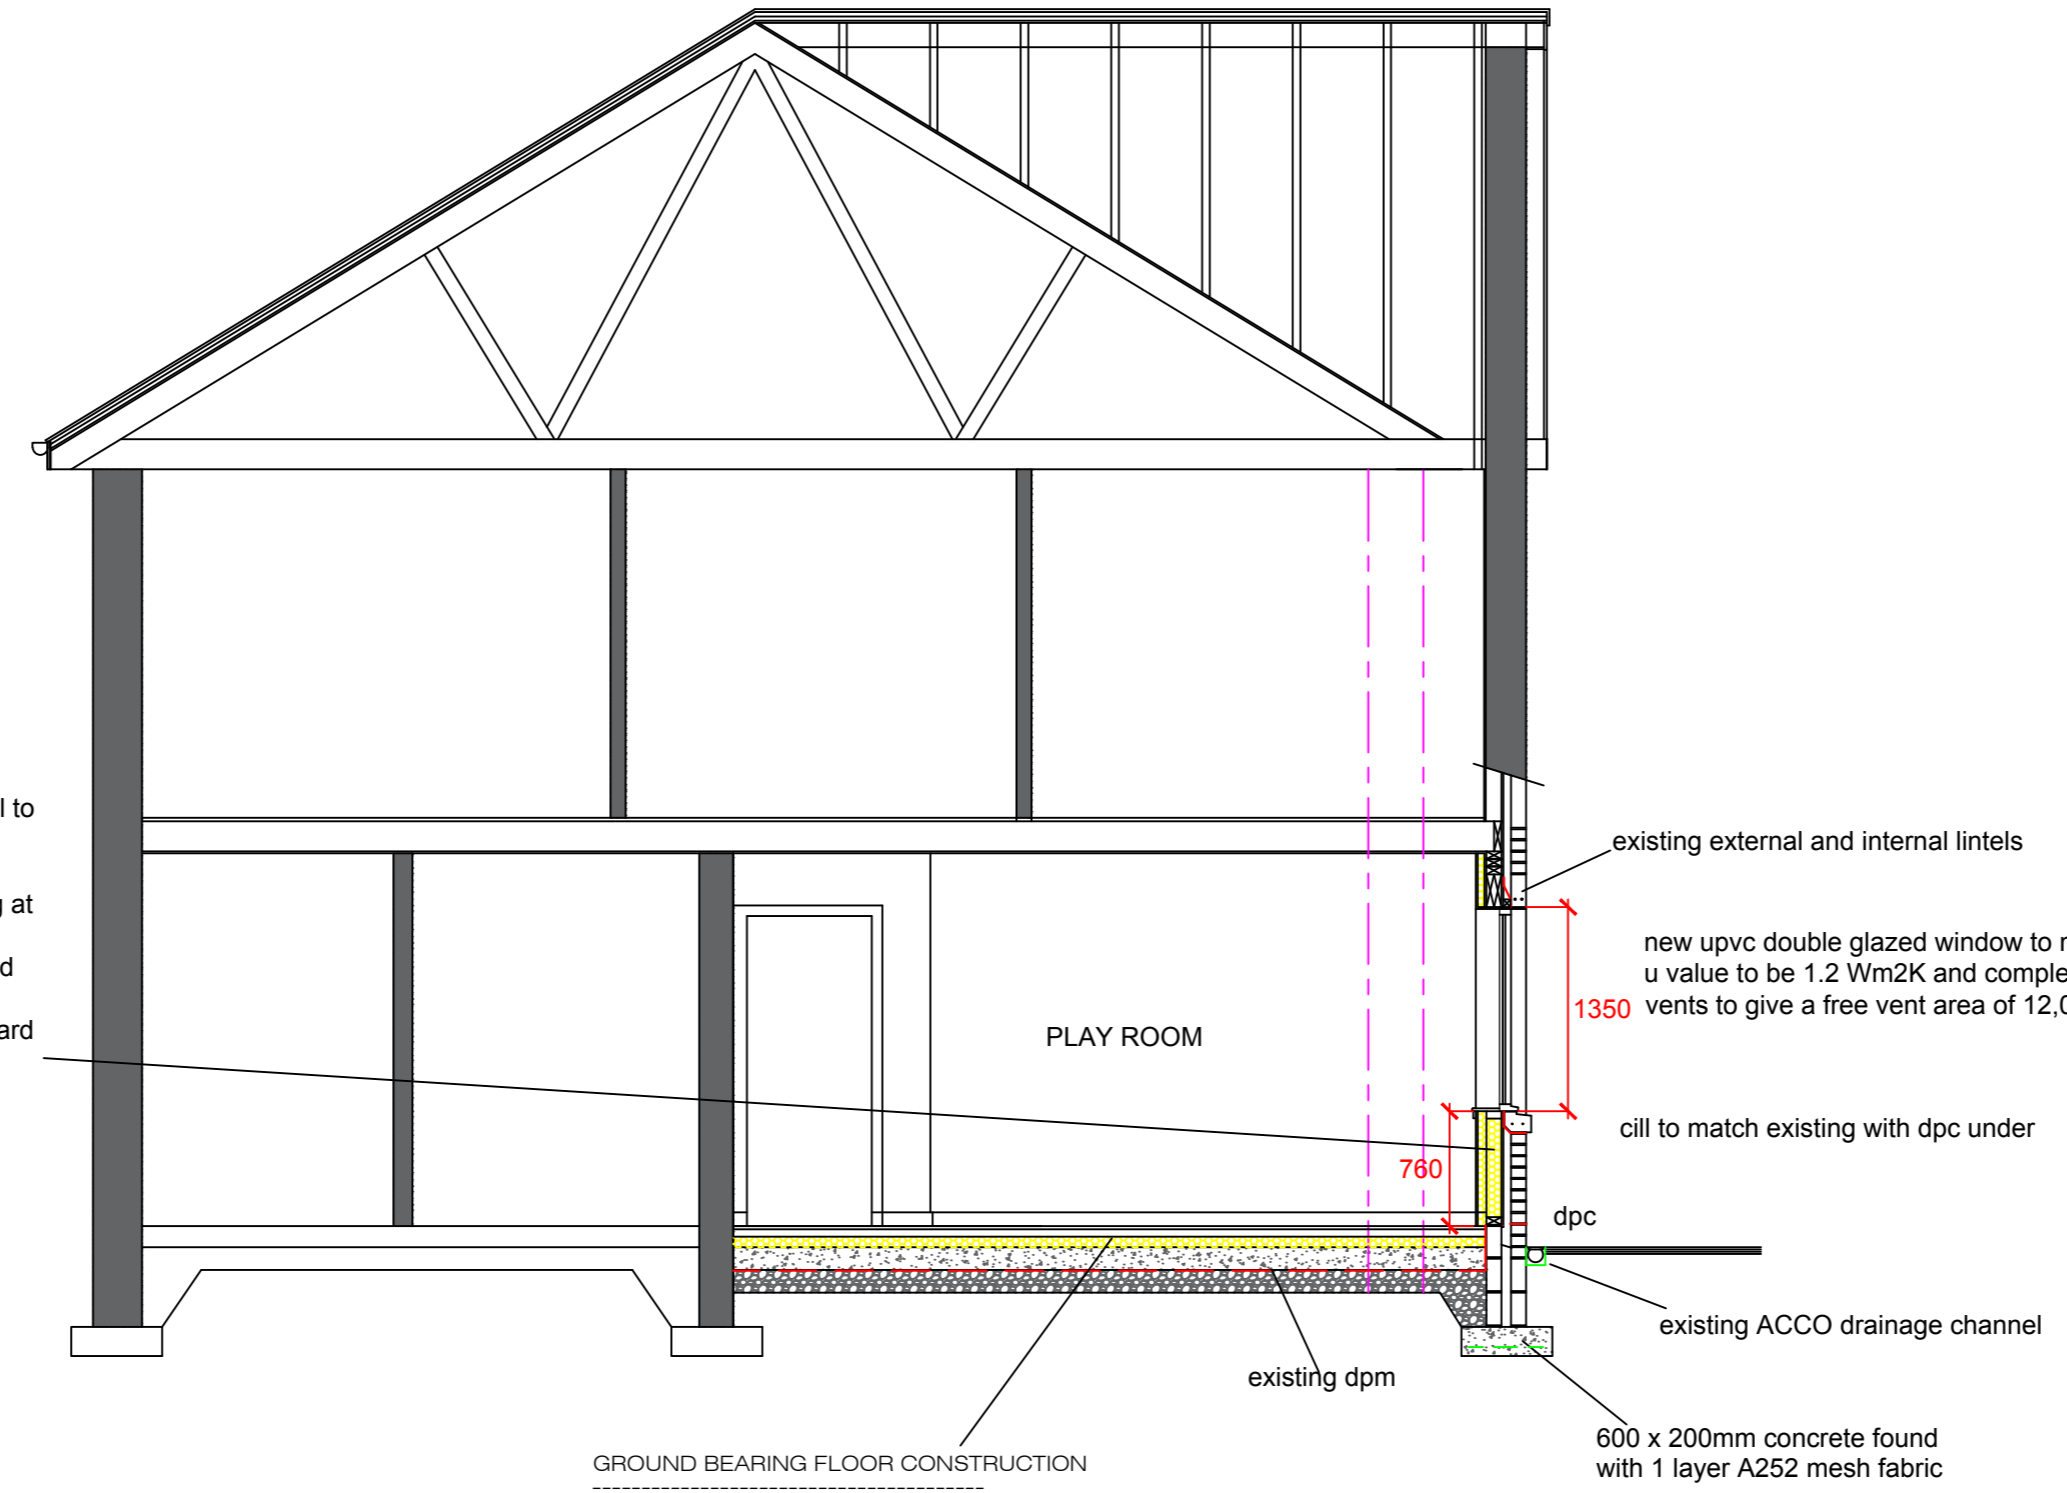 l to
g at
d
ard
existing external and internal lintels
new upvc double glazed window to
u value to be 1.2 Wm2K and comple
1350
vents to give a free vent area of 12,0
PLAY ROOM
cill to match existing with dpc under
760
dpc
existing ACCO drainage channel
existing dpm
600 x 200mm concrete found
with 1 layer A252 mesh fabric
GROUND BEARING FLOOR CONSTRUCTION